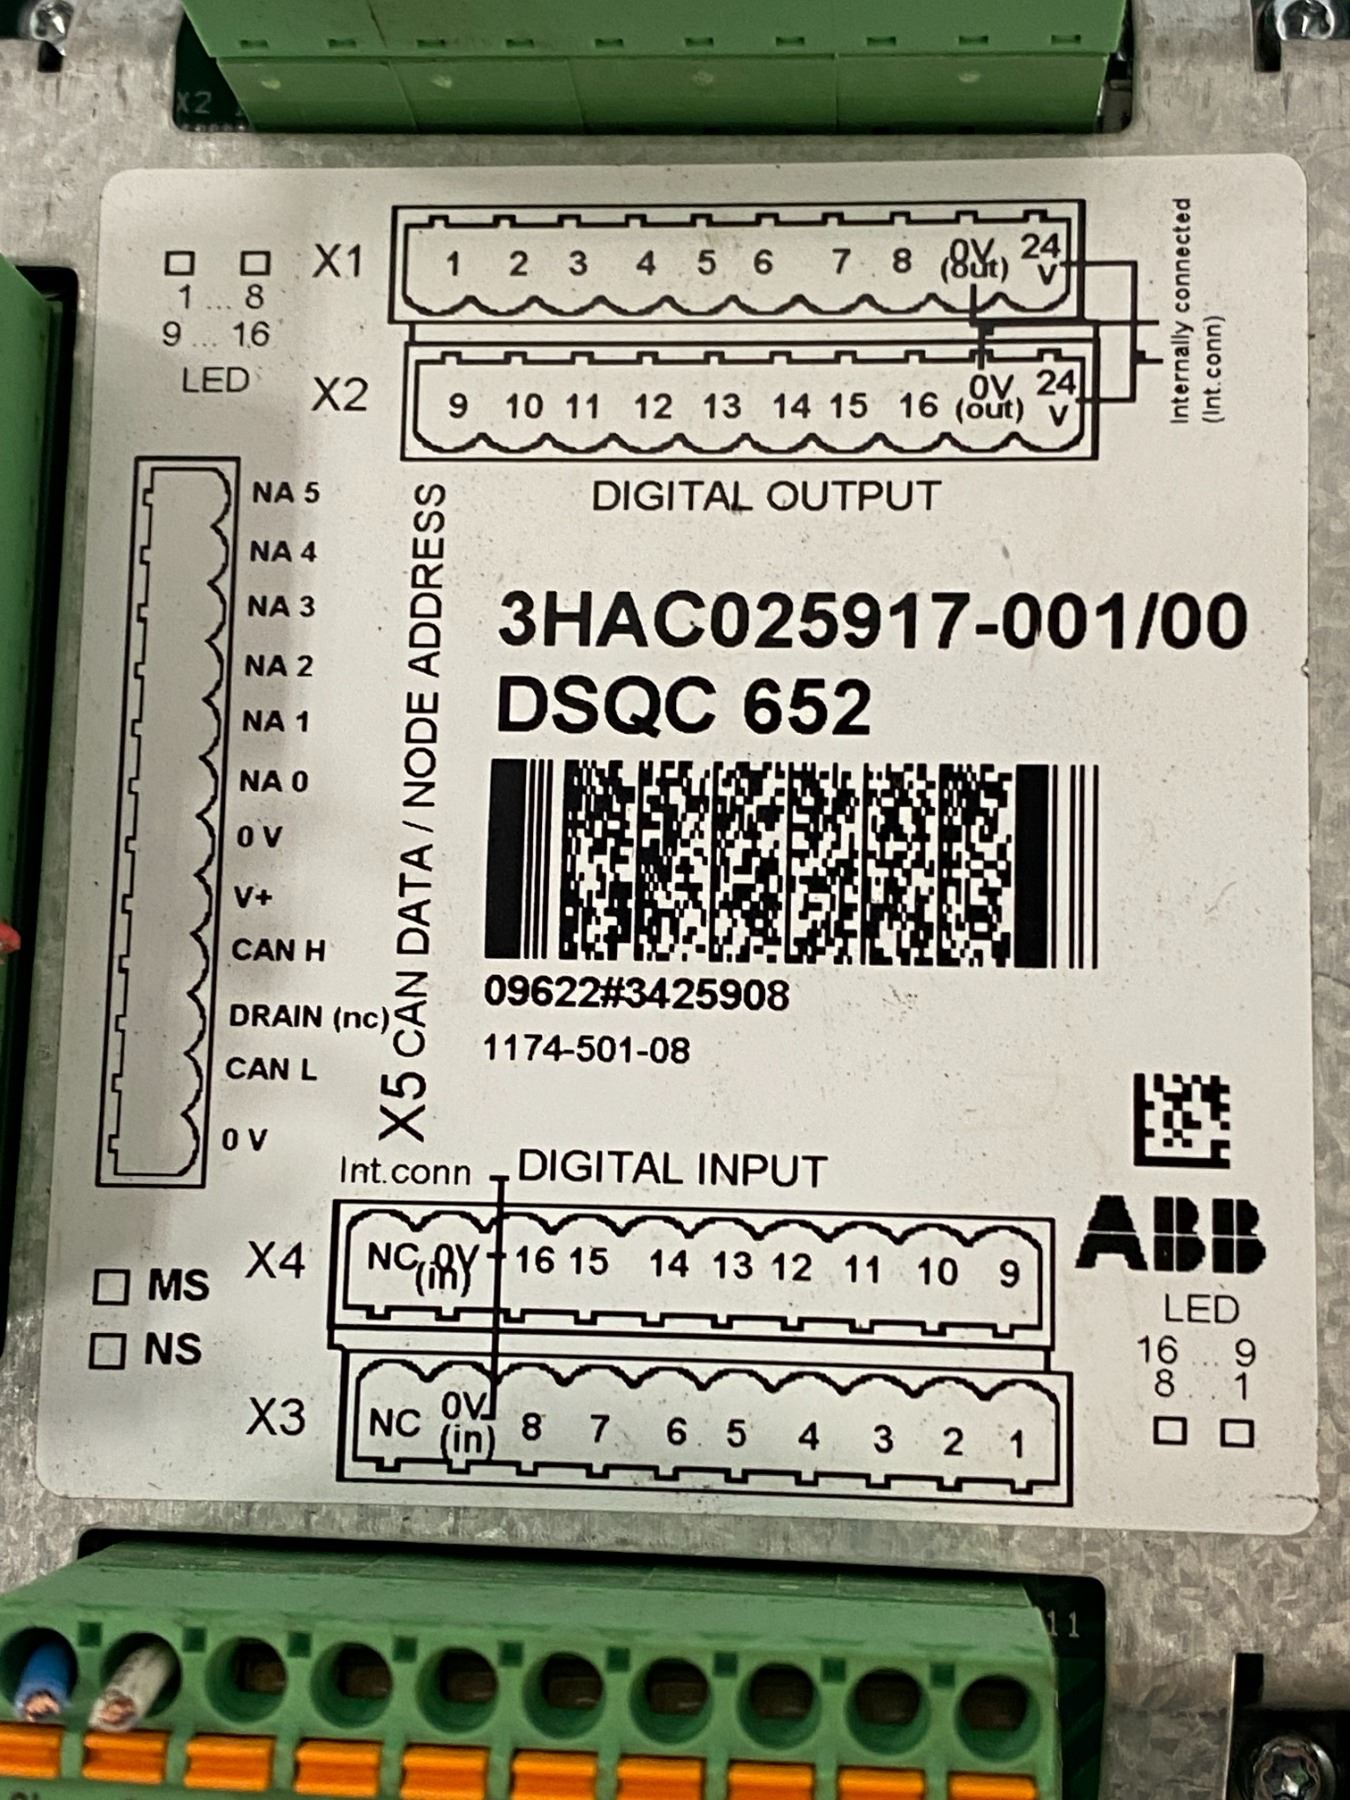 X2
X1 1 2 3 4 5 6 7 8 0V (out) 24 V
1 ... 8
9 ... 16
LED
X2 9 10 11 12 13 14 15 16 0V (out) 24 V
Internally connected
(Int.conn)
DIGITAL OUTPUT
NA 5
NA 4
NA 3
NA 2
NA 1
NA 0
0 V
V+
CAN H
DRAIN (nc)
CAN L
0 V
X5 CAN DATA / NODE ADDRESS
3HAC025917-001/00
DSQC 652
09622#3425908
1174-501-08
Int.conn DIGITAL INPUT
ABB
X4 NC 0V (in) 16 15 14 13 12 11 10 9
MS
NS
X3 NC 0V (in) 8 7 6 5 4 3 2 1
LED
16 ... 9
8 ... 1